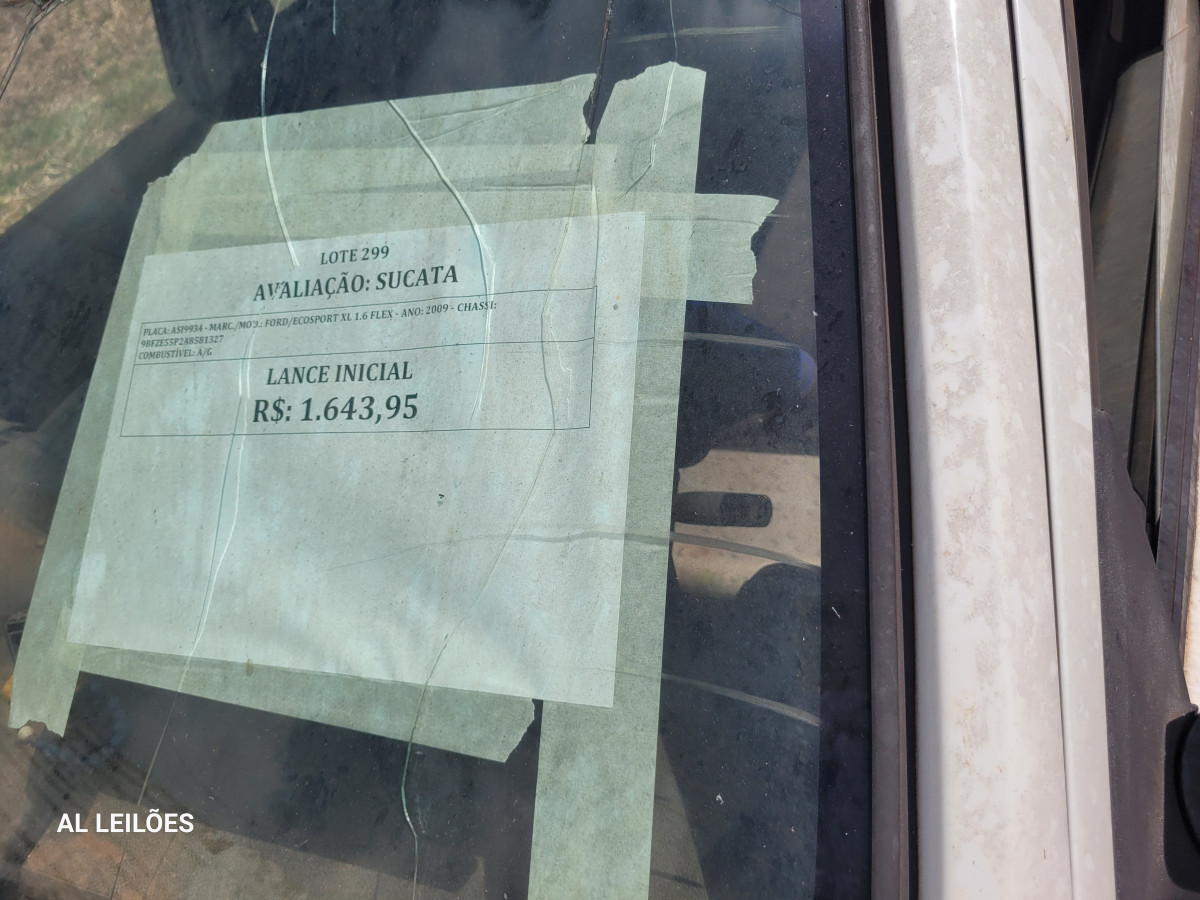 LOTE 299
AVALIAÇÃO: SUCATA
PLACA: ASI9934 - MARC./MOD.: FORD/ECOSPORT XL 1.6 FLEX - ANO: 2009 - CHASSI:
9BFZE55P2A8581327
COMBUSTÍVEL: A/G
LANCE INICIAL
R$: 1.643,95
AL LEILÕES